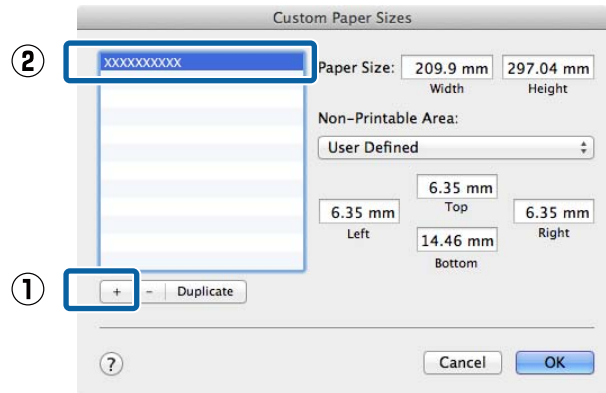 Custom Paper Sizes
②
XXXXXXXXXX
Paper Size: 209.9 mm 297.04 mm
Width Height
Non-Printable Area:
User Defined
6.35 mm
Top
6.35 mm 6.35 mm
Left Right
14.46 mm
Bottom
①
+ - Duplicate
? Cancel OK